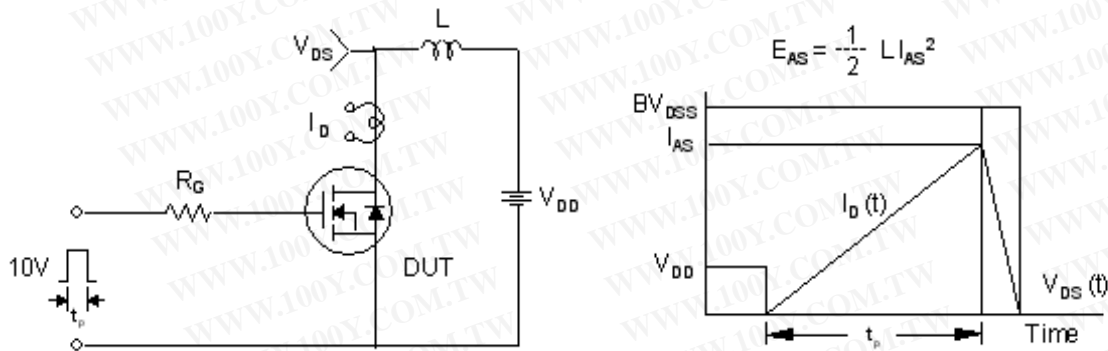 WWW.100Y.COM.TW
L
V_DS
I_D
R_G
V_DD
10V
t_p
DUT
E_AS = 1/2 L I_AS^2
BV_DSS
I_AS
I_D (t)
V_DD
V_DS (t)
t_p
Time